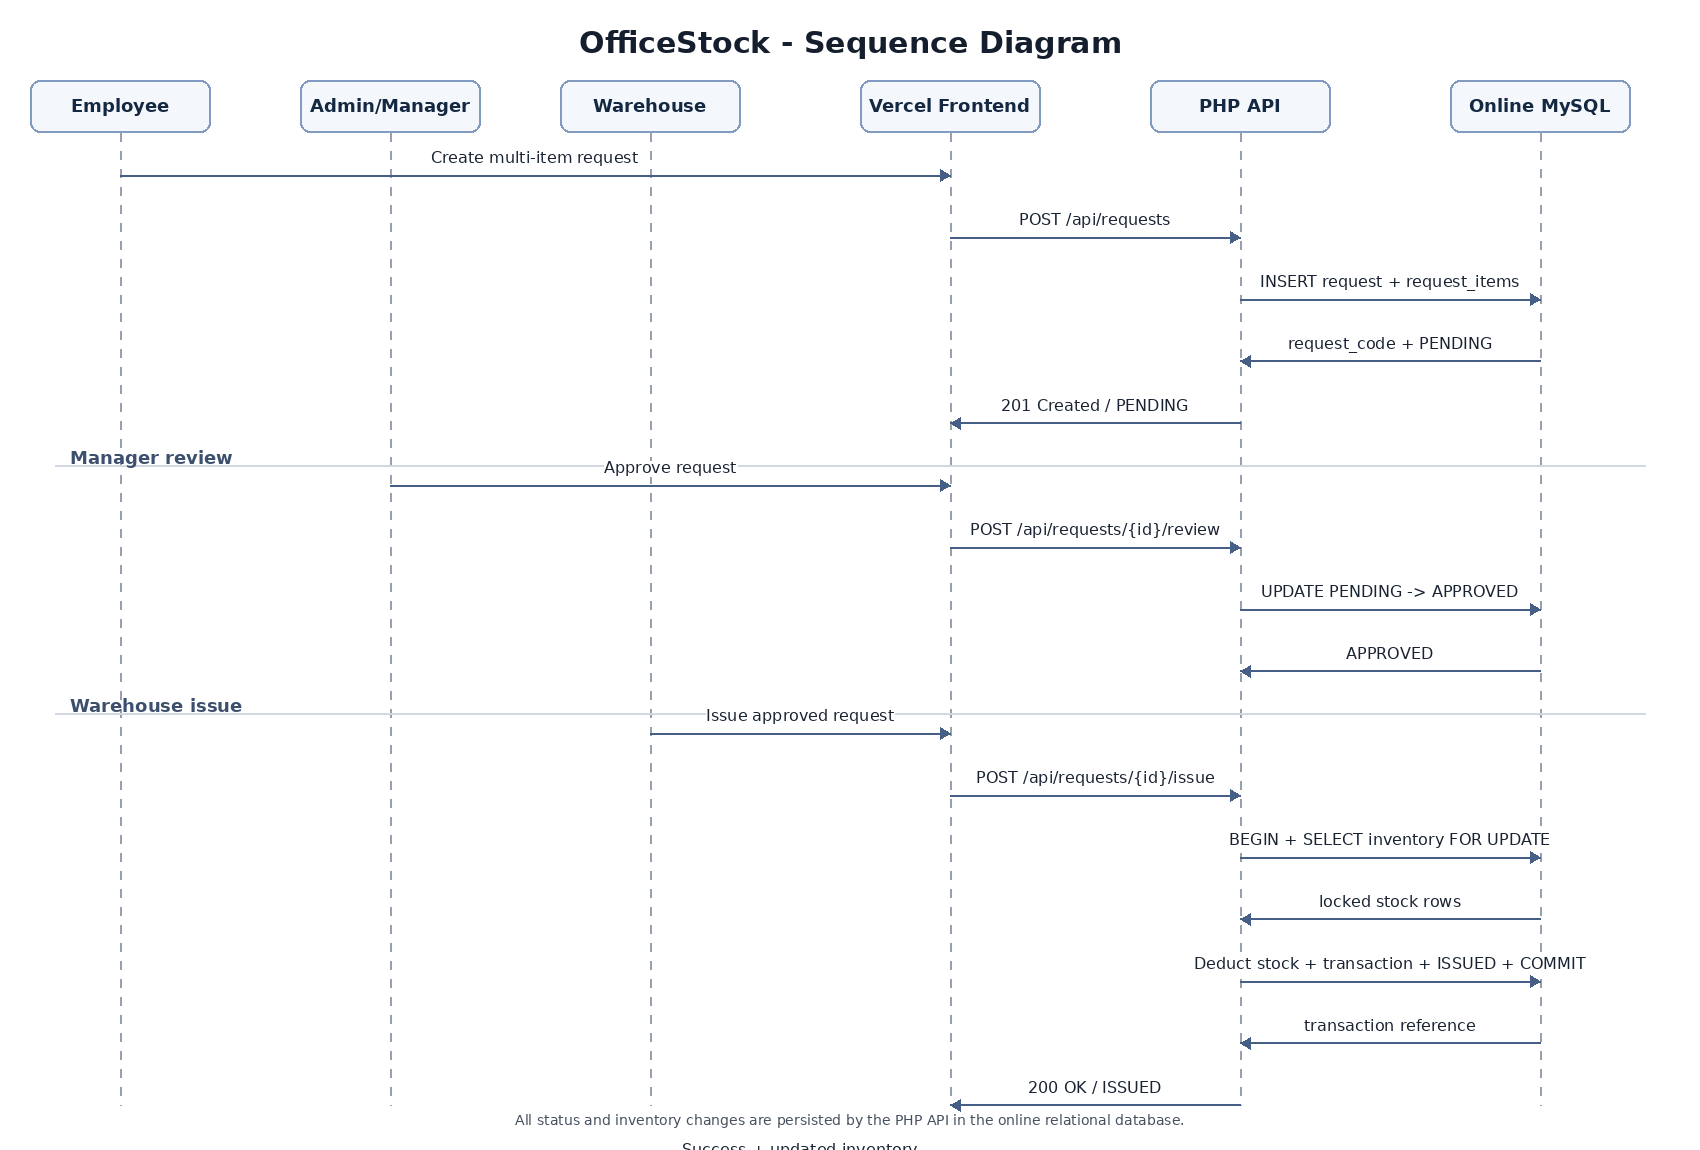 OfficeStock - Sequence Diagram
Employee
Admin/Manager
Warehouse
Vercel Frontend
PHP API
Online MySQL
Create multi-item request
POST /api/requests
INSERT request + request_items
request_code + PENDING
201 Created / PENDING
Manager review
Approve request
POST /api/requests/{id}/review
UPDATE PENDING -> APPROVED
APPROVED
Warehouse issue
Issue approved request
POST /api/requests/{id}/issue
BEGIN + SELECT inventory FOR UPDATE
locked stock rows
Deduct stock + transaction + ISSUED + COMMIT
transaction reference
200 OK / ISSUED
All status and inventory changes are persisted by the PHP API in the online relational database.
Success + updated inventory